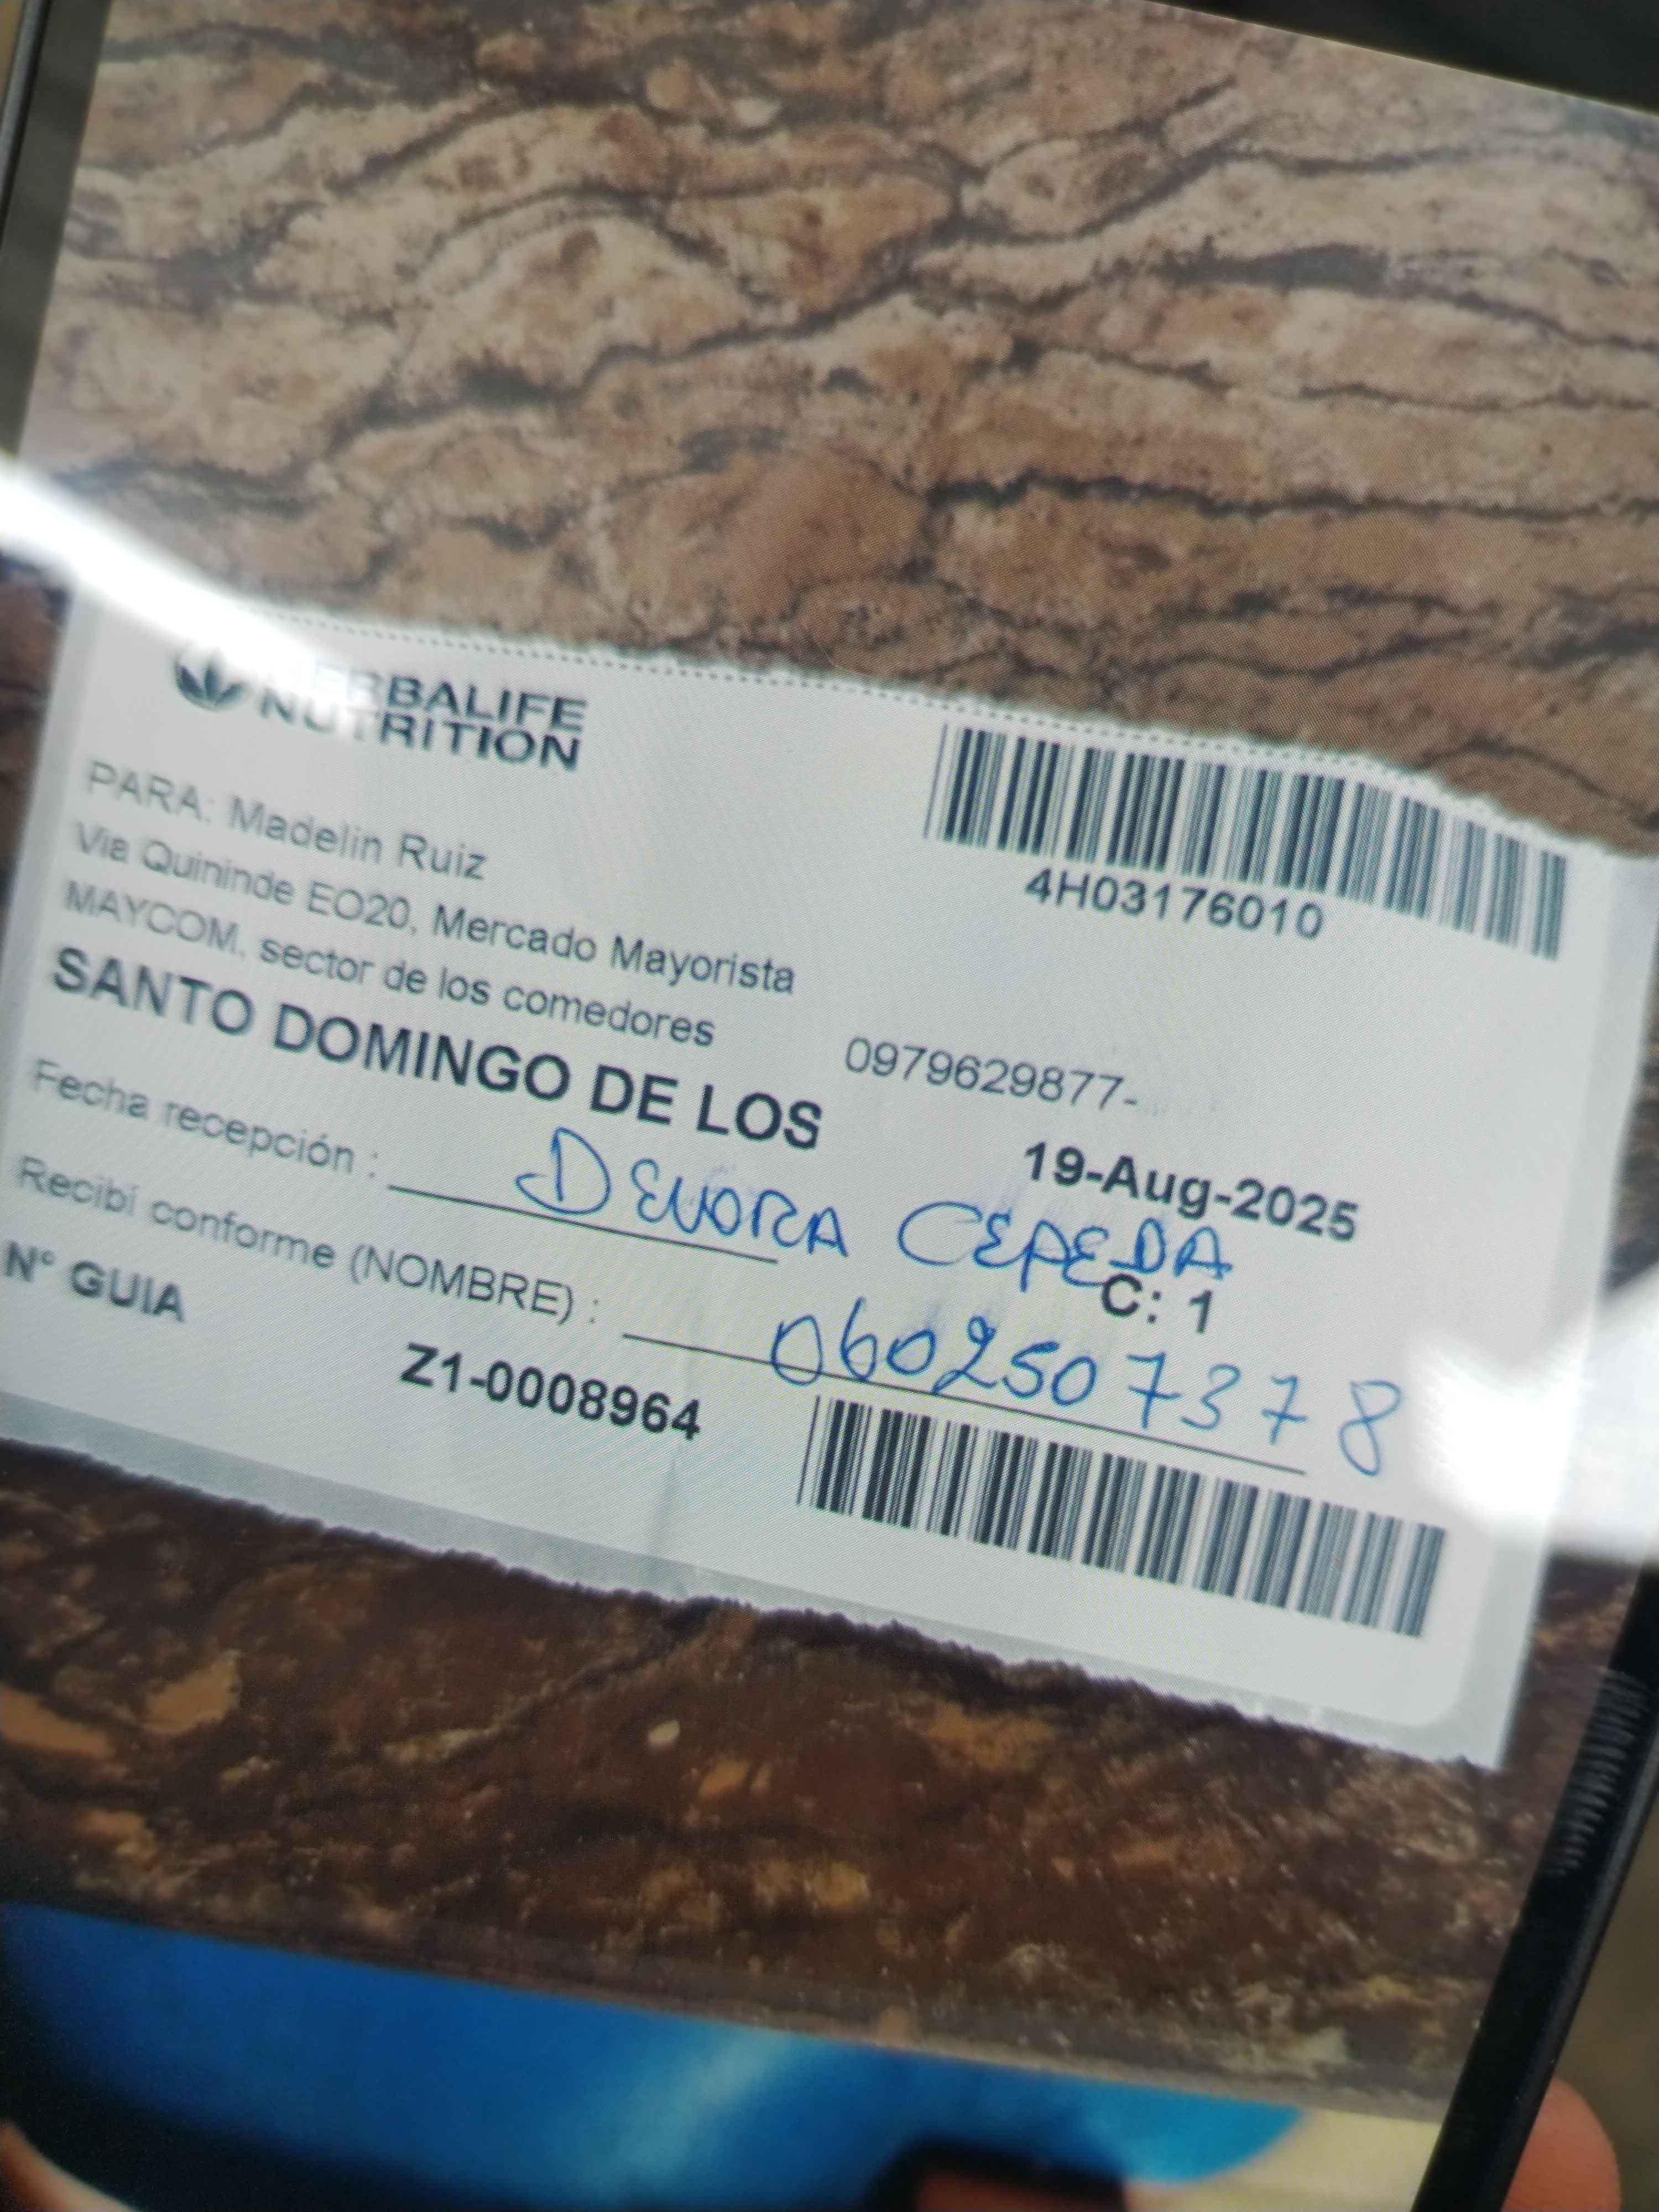 HERBALIFE
NUTRITION
4H03176010
PARA: Madelin Ruiz
Via Quininde EO20, Mercado Mayorista
MAYCOM, sector de los comedores
0979629877-
SANTO DOMINGO DE LOS
19-Aug-2025
Fecha recepción : DEVORA CEPEDA
C: 1
Recibí conforme (NOMBRE) : 0602507378
N° GUIA
Z1-0008964